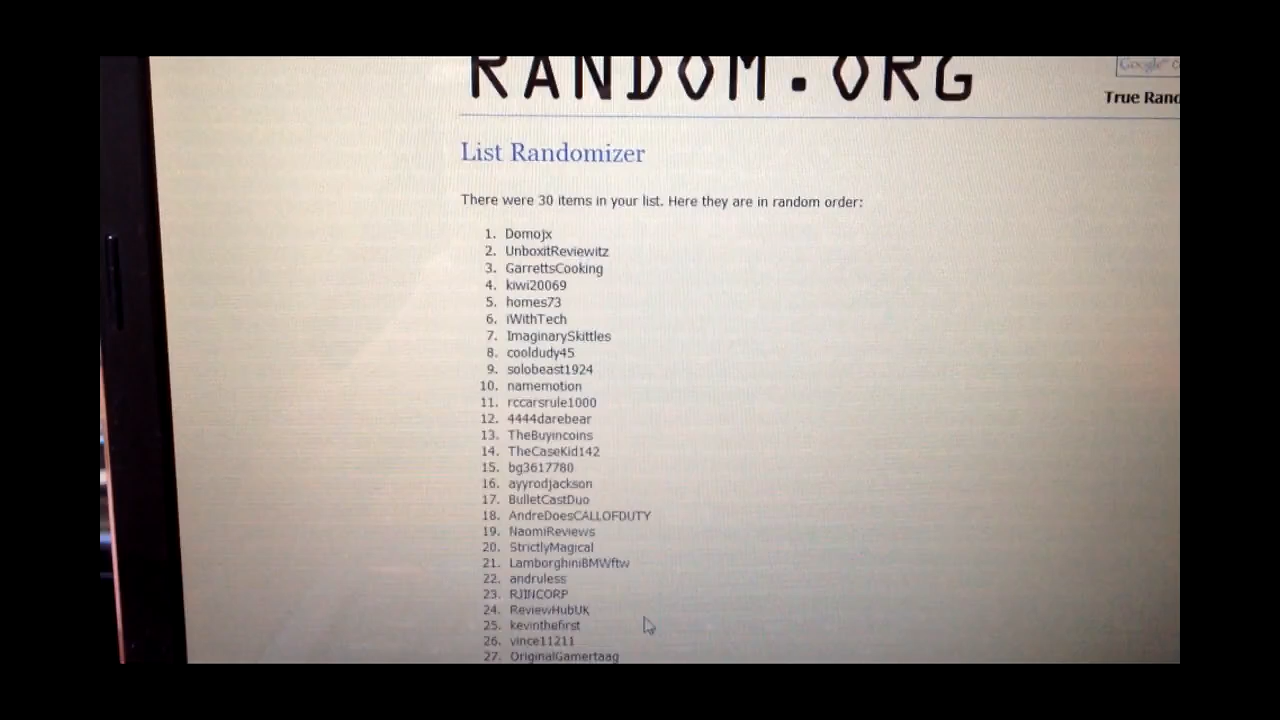 RANDOM.ORG
Google
True Rand
List Randomizer
There were 30 items in your list. Here they are in random order:
1. Domojx
2. UnboxitReviewitz
3. GarrettsCooking
4. kiwi20069
5. homes73
6. iWithTech
7. ImaginarySkittles
8. cooldudy45
9. solobeast1924
10. namemotion
11. rccarsrule1000
12. 4444darebear
13. TheBuyincoins
14. TheCaseKid142
15. bg3617780
16. ayyrodjackson
17. BulletCastDuo
18. AndreDoesCALLOFDUTY
19. NaomiReviews
20. StrictlyMagical
21. LamborghiniBMWftw
22. andruless
23. RJINCORP
24. ReviewHubUk
25. kevinthefirst
26. vince11211
27. OriginalGamertaag